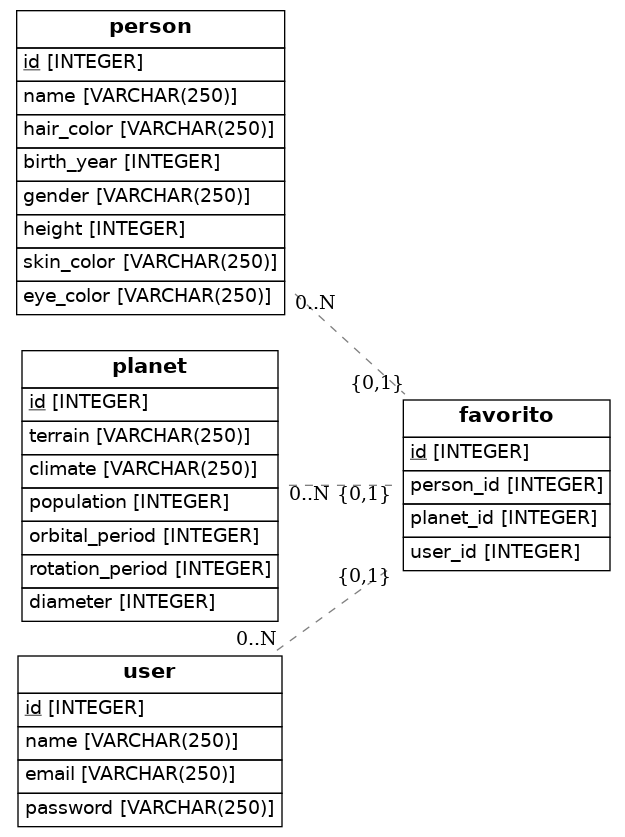 person
id [INTEGER]
name [VARCHAR(250)]
hair_color [VARCHAR(250)]
birth_year [INTEGER]
gender [VARCHAR(250)]
height [INTEGER]
skin_color [VARCHAR(250)]
eye_color [VARCHAR(250)]
0..N
{0,1}
planet
id [INTEGER]
terrain [VARCHAR(250)]
climate [VARCHAR(250)]
population [INTEGER]
orbital_period [INTEGER]
rotation_period [INTEGER]
diameter [INTEGER]
0..N {0,1}
favorito
id [INTEGER]
person_id [INTEGER]
planet_id [INTEGER]
user_id [INTEGER]
{0,1}
0..N
user
id [INTEGER]
name [VARCHAR(250)]
email [VARCHAR(250)]
password [VARCHAR(250)]